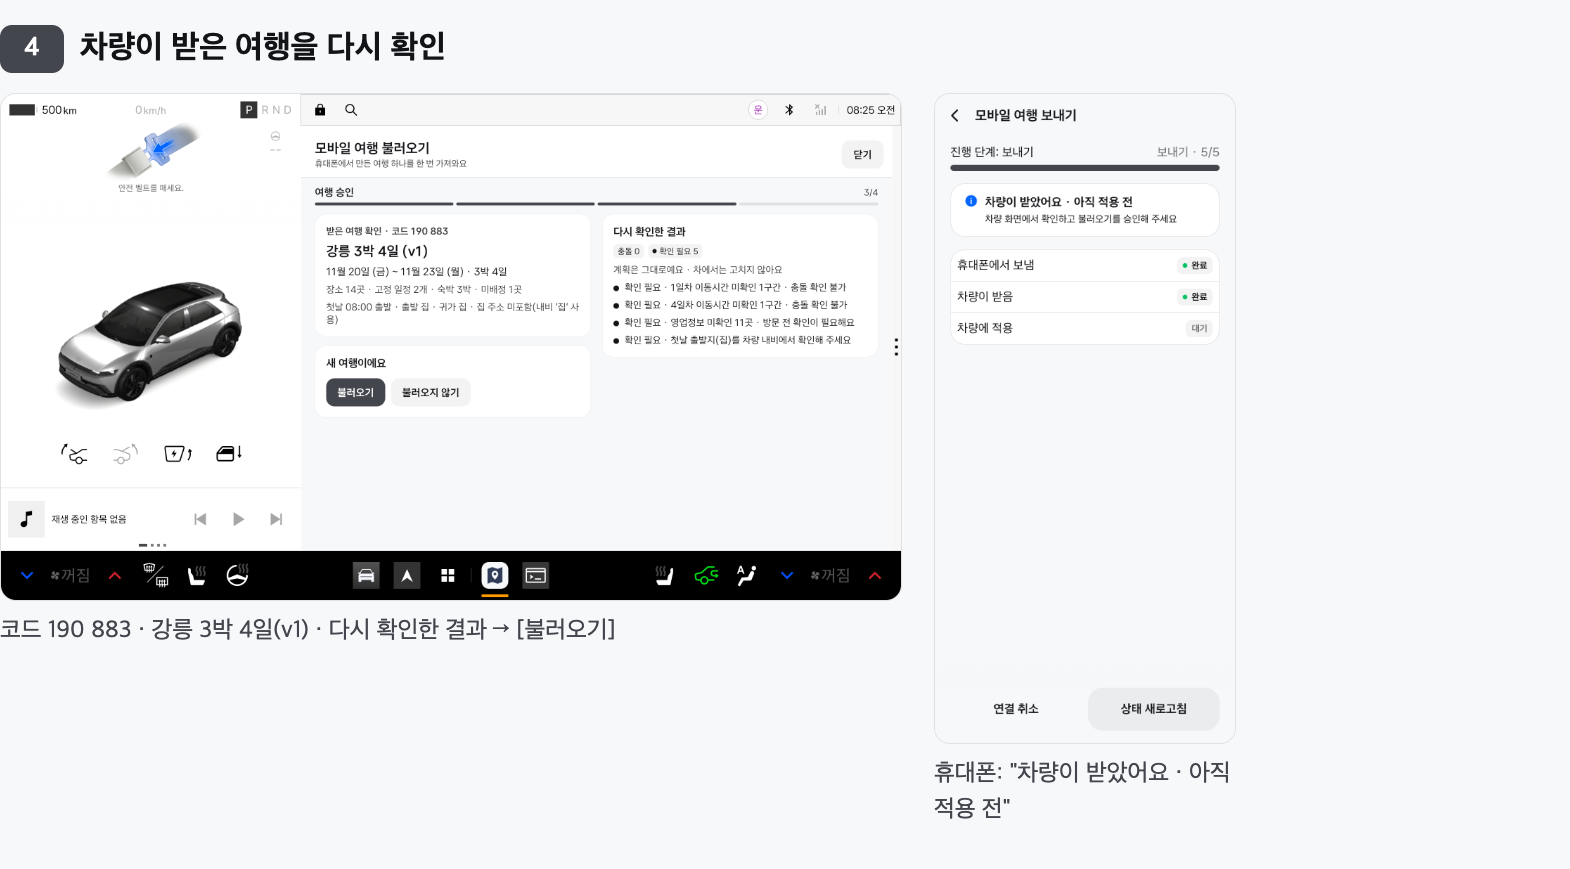 4 차량이 받은 여행을 다시 확인
500 km
0 km/h
P R N D
안전 벨트를 매세요.
--
재생 중인 항목 없음
운
08:25 오전
모바일 여행 불러오기
휴대폰에서 만든 여행 하나를 한 번 가져와요
닫기
여행 승인
3/4
받은 여행 확인 · 코드 190 883
강릉 3박 4일 (v1)
11월 20일 (금) ~ 11월 23일 (월) · 3박 4일
장소 14곳 · 고정 일정 2개 · 숙박 3박 · 미배정 1곳
첫날 08:00 출발 · 출발 집 · 귀가 집 · 집 주소 미포함(내비 '집' 사
용)
새 여행이에요
불러오기
불러오지 않기
다시 확인한 결과
충돌 0
확인 필요 5
계획은 그대로예요 · 차에서는 고치지 않아요
확인 필요 · 1일차 이동시간 미확인 1구간 · 충돌 확인 불가
확인 필요 · 4일차 이동시간 미확인 1구간 · 충돌 확인 불가
확인 필요 · 영업정보 미확인 11곳 · 방문 전 확인이 필요해요
확인 필요 · 첫날 출발지(집)를 차량 내비에서 확인해 주세요
꺼짐
A
꺼짐
코드 190 883 · 강릉 3박 4일(v1) · 다시 확인한 결과 → [불러오기]
모바일 여행 보내기
진행 단계: 보내기
보내기 · 5/5
차량이 받았어요 · 아직 적용 전
차량 화면에서 확인하고 불러오기를 승인해 주세요
휴대폰에서 보냄
완료
차량이 받음
완료
차량에 적용
대기
연결 취소
상태 새로고침
휴대폰: "차량이 받았어요 · 아직
적용 전"